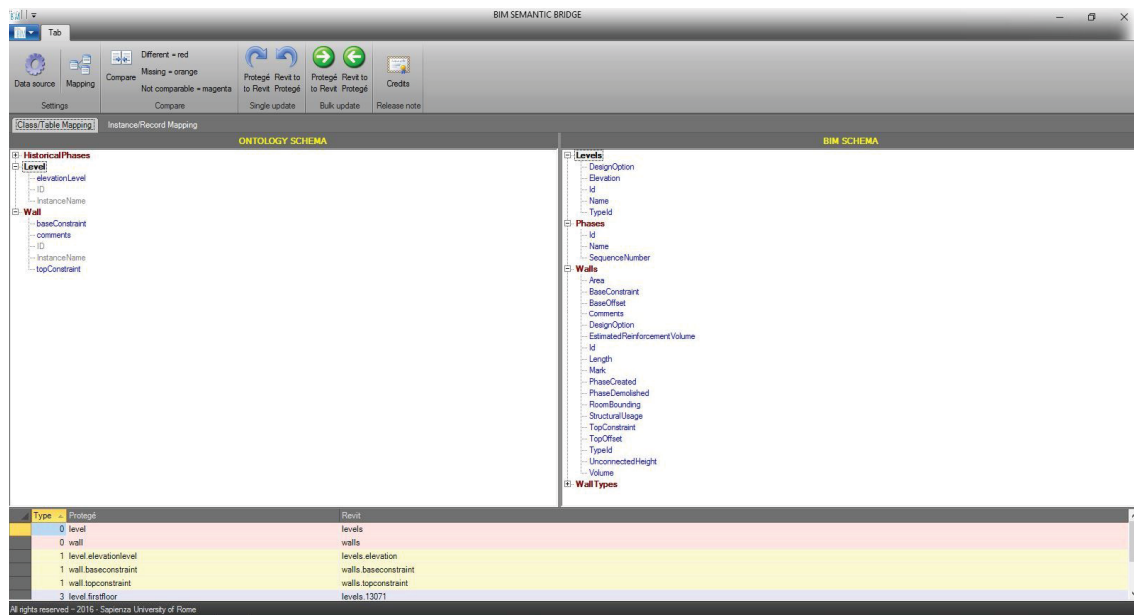 BIM SEMANTIC BRIDGE
Tab
Data source
Mapping
Settings
Compare
Different = red
Missing = orange
Not comparable = magenta
Compare
Protegé to Revit
Revit to Protegé
Single update
Protegé to Revit
Revit to Protegé
Bulk update
Credits
Release note
Class/Table Mapping
Instance/Record Mapping
ONTOLOGY SCHEMA
HistoricalPhases
Level
elevationLevel
ID
InstanceName
Wall
baseConstraint
comments
ID
InstanceName
topConstraint
BIM SCHEMA
Levels
DesignOption
Elevation
Id
Name
TypeId
Phases
Id
Name
SequenceNumber
Walls
Area
BaseConstraint
BaseOffset
Comments
DesignOption
EstimatedReinforcementVolume
Id
Length
Mark
PhaseCreated
PhaseDemolished
RoomBounding
StructuralUsage
TopConstraint
TopOffset
TypeId
UnconnectedHeight
Volume
WallTypes
Type Protegé Revit
0 level levels
0 wall walls
1 level.elevationlevel levels.elevation
1 wall.baseconstraint walls.baseconstraint
1 wall.topconstraint walls.topconstraint
3 level.firstfloor levels.13071
All rights reserved - 2016 - Sapienza University of Rome